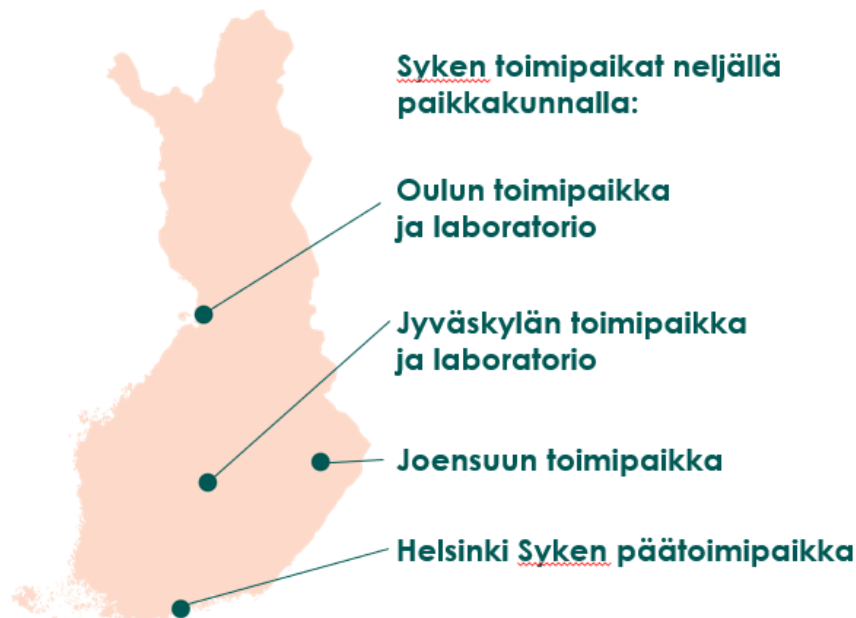 Syken toimipaikat neljällä
paikkakunnalla:
Oulun toimipaikka
ja laboratorio
Jyväskylän toimipaikka
ja laboratorio
Joensuun toimipaikka
Helsinki Syken päätoimipaikka